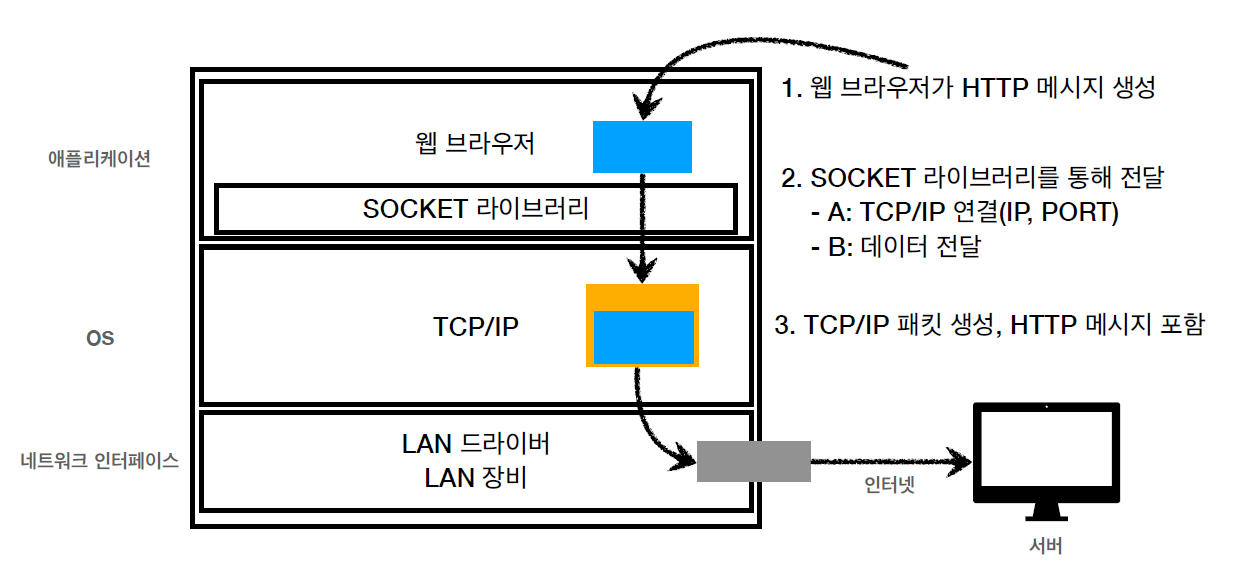 1. 웹 브라우저가 HTTP 메시지 생성
애플리케이션
웹 브라우저
SOCKET 라이브러리
2. SOCKET 라이브러리를 통해 전달
- A: TCP/IP 연결(IP, PORT)
- B: 데이터 전달
OS
TCP/IP
3. TCP/IP 패킷 생성, HTTP 메시지 포함
네트워크 인터페이스
LAN 드라이버
LAN 장비
인터넷
서버